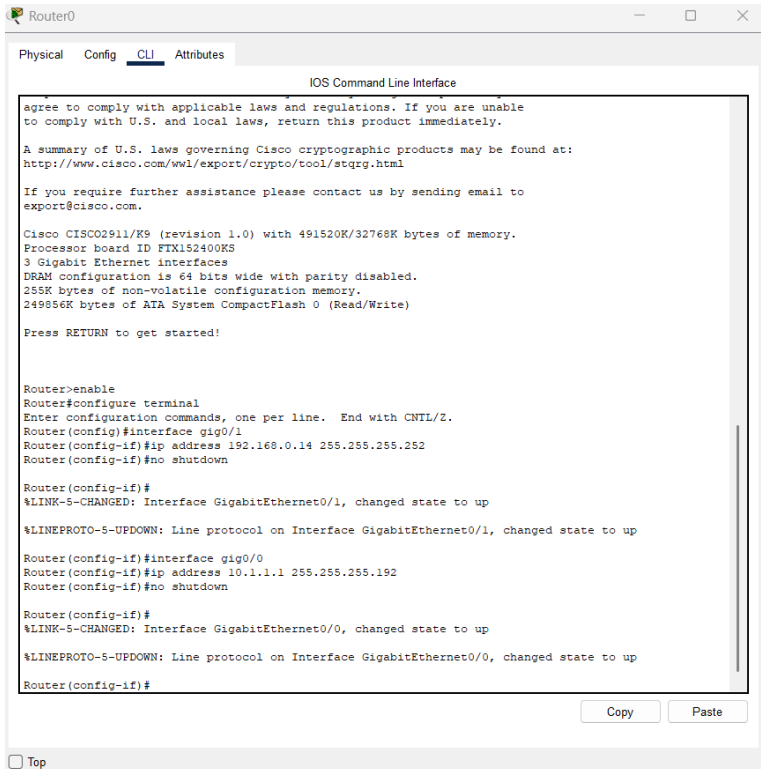 Router0
Physical Config CLI Attributes
IOS Command Line Interface
agree to comply with applicable laws and regulations. If you are unable
to comply with U.S. and local laws, return this product immediately.
A summary of U.S. laws governing Cisco cryptographic products may be found at:
http://www.cisco.com/wwl/export/crypto/tool/stqrg.html
If you require further assistance please contact us by sending email to
export@cisco.com.
Cisco CISCO2911/K9 (revision 1.0) with 491520K/32768K bytes of memory.
Processor board ID FTX152400KS
3 Gigabit Ethernet interfaces
DRAM configuration is 64 bits wide with parity disabled.
255K bytes of non-volatile configuration memory.
249856K bytes of ATA System CompactFlash 0 (Read/Write)
Press RETURN to get started!
Router>enable
Router#configure terminal
Enter configuration commands, one per line.  End with CNTL/Z.
Router(config)#interface gig0/1
Router(config-if)#ip address 192.168.0.14 255.255.255.252
Router(config-if)#no shutdown
Router(config-if)#
%LINK-5-CHANGED: Interface GigabitEthernet0/1, changed state to up
%LINEPROTO-5-UPDOWN: Line protocol on Interface GigabitEthernet0/1, changed state to up
Router(config-if)#interface gig0/0
Router(config-if)#ip address 10.1.1.1 255.255.255.192
Router(config-if)#no shutdown
Router(config-if)#
%LINK-5-CHANGED: Interface GigabitEthernet0/0, changed state to up
%LINEPROTO-5-UPDOWN: Line protocol on Interface GigabitEthernet0/0, changed state to up
Router(config-if)#
Copy Paste
Top